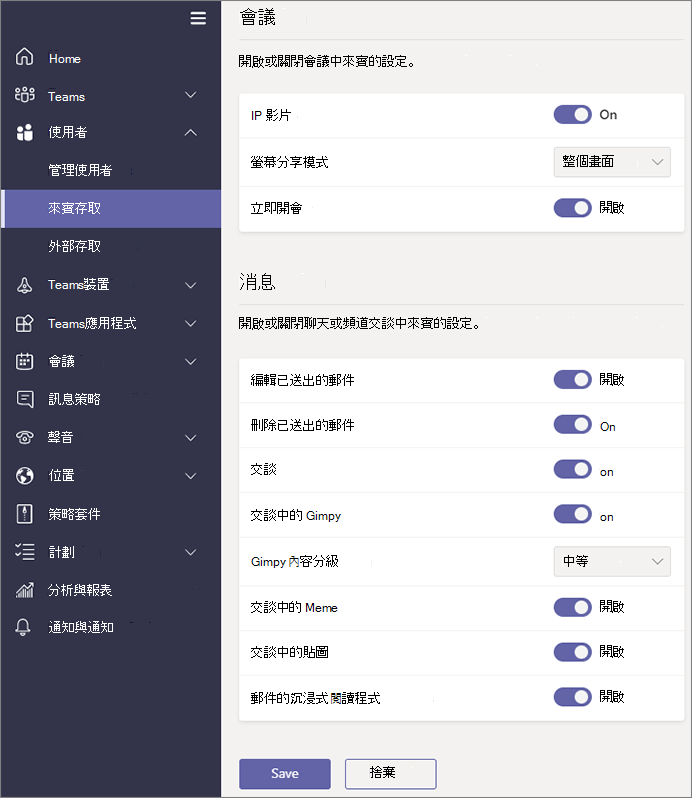 Home
Teams
使用者
管理使用者
來賓存取
外部存取
Teams裝置
Teams應用程式
會議
訊息策略
聲音
位置
策略套件
計劃
分析與報表
通知與通知
會議
開啟或關閉會議中來賓的設定。
IP 影片 On
螢幕分享模式 整個畫面
立即開會 開啟
消息
開啟或關閉聊天或頻道交談中來賓的設定。
編輯已送出的郵件 開啟
刪除已送出的郵件 On
交談 on
交談中的 Gimpy on
Gimpy 內容分級 中等
交談中的 Meme 開啟
交談中的貼圖 開啟
郵件的沉浸式閱讀程式 開啟
Save 捨棄